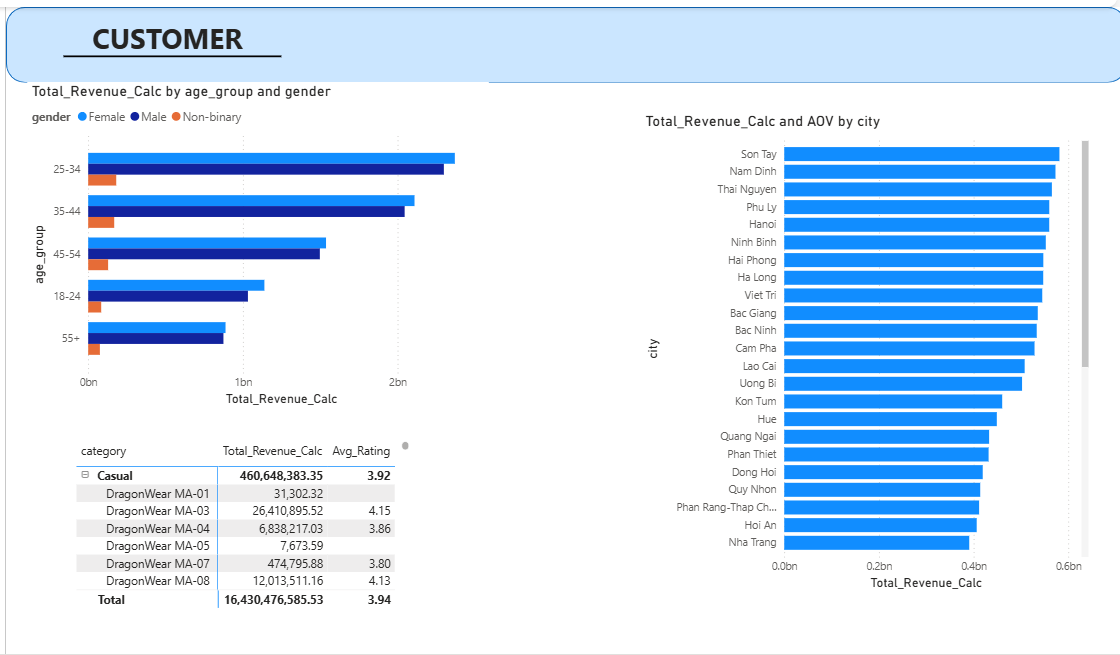 CUSTOMER
Total_Revenue_Calc by age_group and gender
gender Female Male Non-binary
age_group
25-34
35-44
45-54
18-24
55+
0bn 1bn 2bn
Total_Revenue_Calc
category Total_Revenue_Calc Avg_Rating
Casual 460,648,383.35 3.92
DragonWear MA-01 31,302.32
DragonWear MA-03 26,410,895.52 4.15
DragonWear MA-04 6,838,217.03 3.86
DragonWear MA-05 7,673.59
DragonWear MA-07 474,795.88 3.80
DragonWear MA-08 12,013,511.16 4.13
Total 16,430,476,585.53 3.94
Total_Revenue_Calc and AOV by city
city
Son Tay
Nam Dinh
Thai Nguyen
Phu Ly
Hanoi
Ninh Binh
Hai Phong
Ha Long
Viet Tri
Bac Giang
Bac Ninh
Cam Pha
Lao Cai
Uong Bi
Kon Tum
Hue
Quang Ngai
Phan Thiet
Dong Hoi
Quy Nhon
Phan Rang-Thap Ch...
Hoi An
Nha Trang
0.0bn 0.2bn 0.4bn 0.6bn
Total_Revenue_Calc